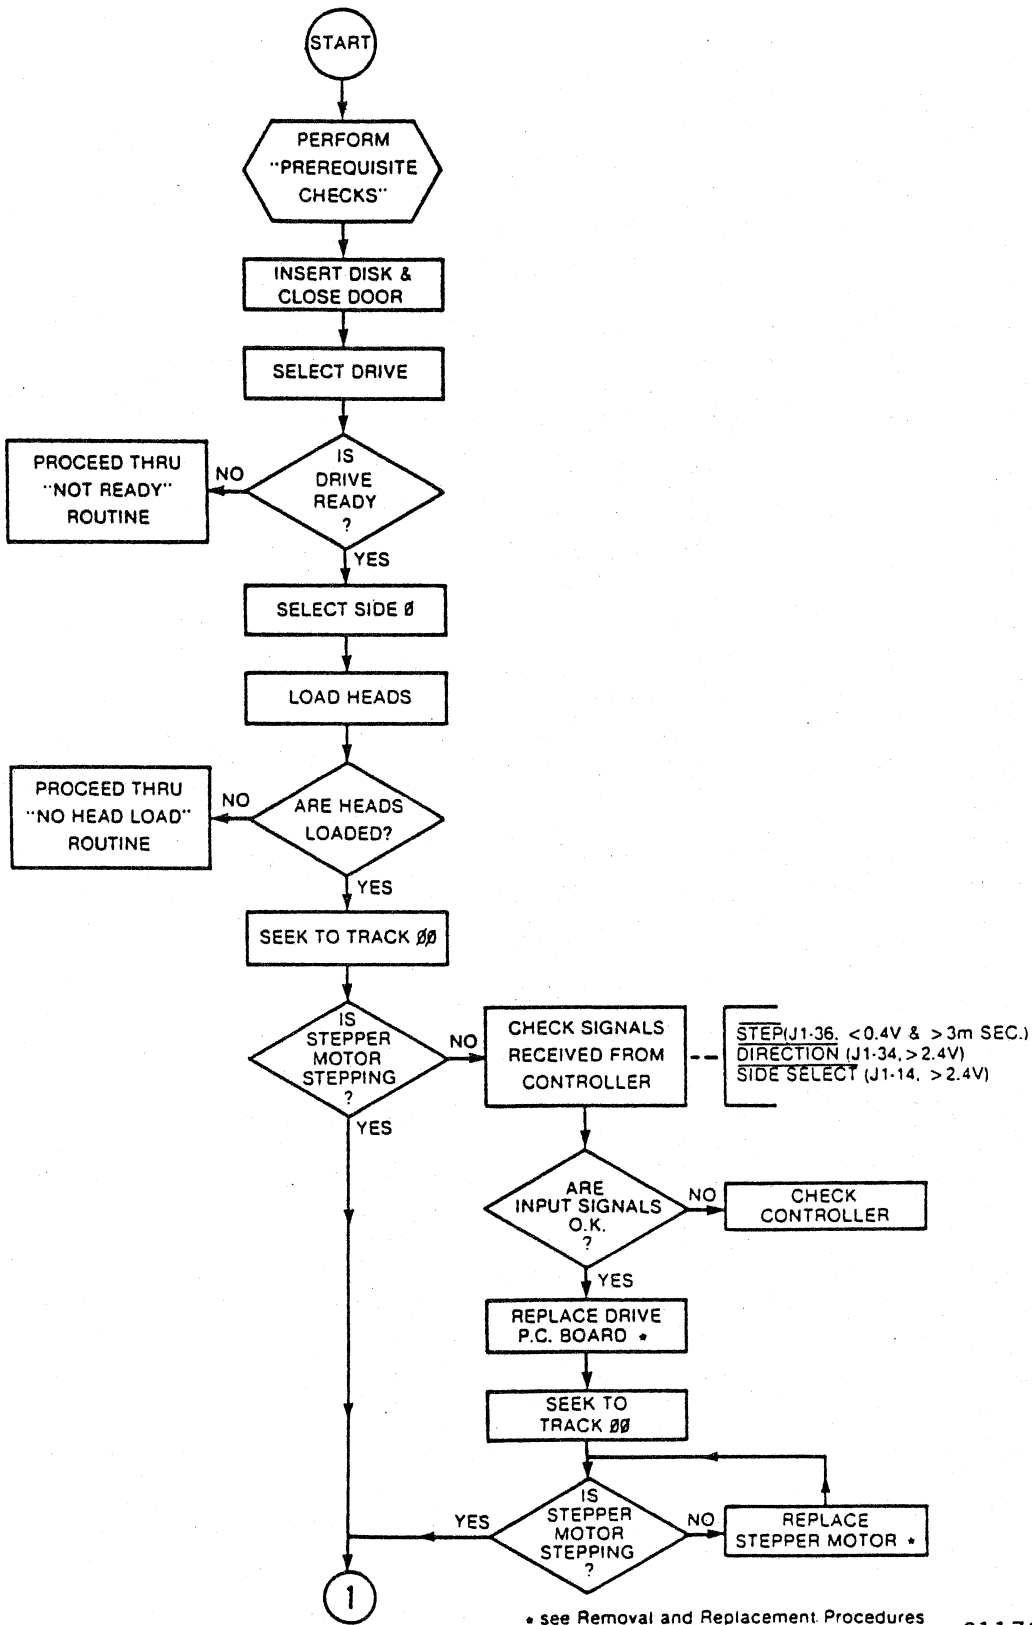 START
PERFORM
"PREREQUISITE
CHECKS"
INSERT DISK &
CLOSE DOOR
SELECT DRIVE
IS
DRIVE
READY
?
NO
PROCEED THRU
"NOT READY"
ROUTINE
YES
SELECT SIDE Ø
LOAD HEADS
ARE HEADS
LOADED?
NO
PROCEED THRU
"NO HEAD LOAD"
ROUTINE
YES
SEEK TO TRACK ØØ
IS
STEPPER
MOTOR
STEPPING
?
NO
CHECK SIGNALS
RECEIVED FROM
CONTROLLER
STEP(J1-36, <0.4V & >3m SEC.)
DIRECTION (J1-34, >2.4V)
SIDE SELECT (J1-14, >2.4V)
YES
ARE
INPUT SIGNALS
O.K.
?
NO
CHECK
CONTROLLER
YES
REPLACE DRIVE
P.C. BOARD *
SEEK TO
TRACK ØØ
IS
STEPPER
MOTOR
STEPPING
?
YES
NO
REPLACE
STEPPER MOTOR *
1
* see Removal and Replacement Procedures